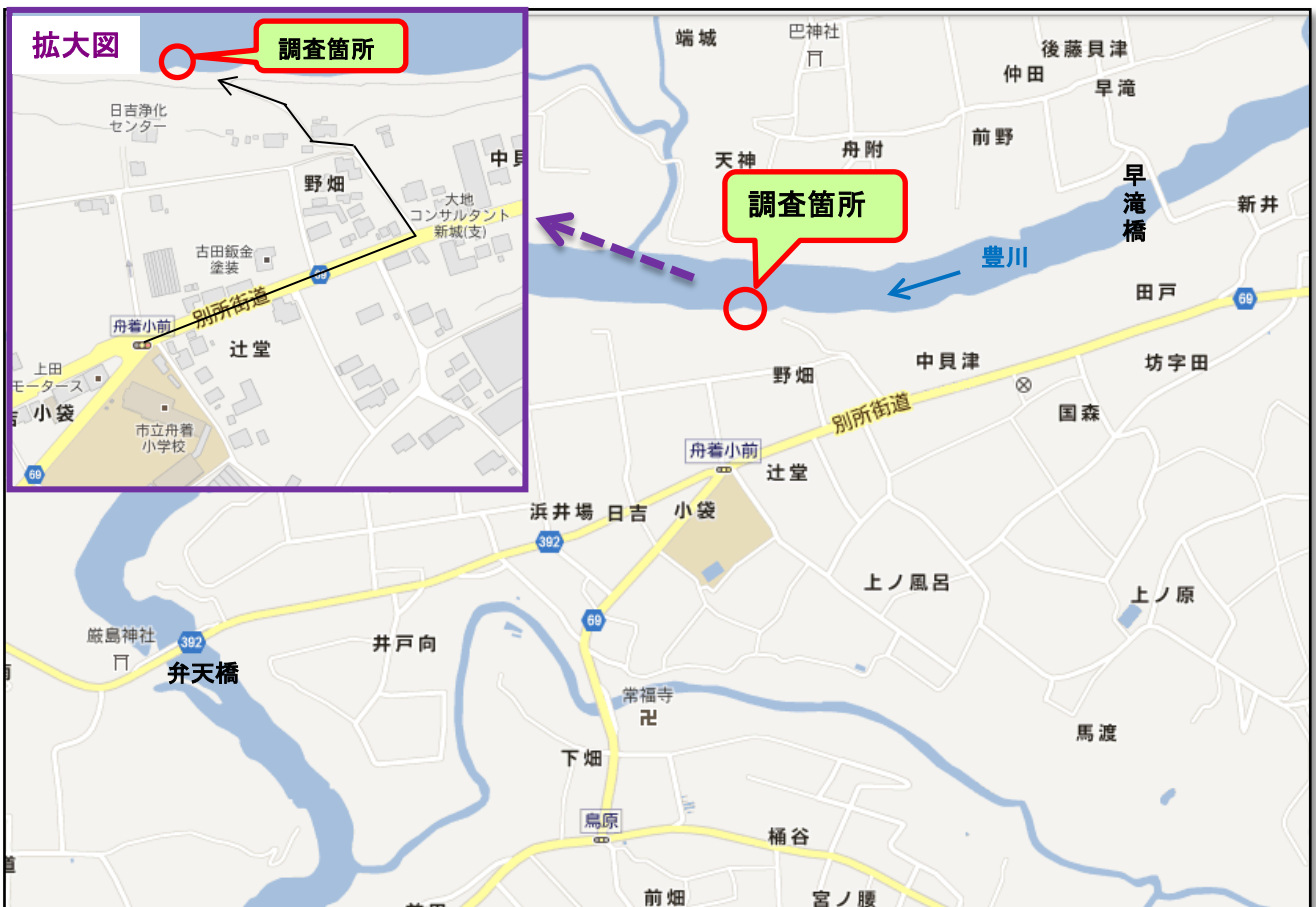 拡大図
調査箇所
日吉浄化
センター
野畑
大地
コンサルタント
新城(支)
古田鈑金
塗装
69
別所街道
舟着小前
辻堂
上田
モータース
小袋
市立舟着
小学校
69
端城
巴神社
後藤貝津
仲田
早滝
天神
舟附
前野
調査箇所
早滝橋
新井
豊川
田戸
69
野畑
中貝津
坊字田
国森
別所街道
舟着小前
辻堂
浜井場
日吉
小袋
392
上ノ風呂
上ノ原
69
厳島神社
392
弁天橋
井戸向
常福寺
馬渡
下畑
鳥原
桶谷
前畑
宮ノ腰